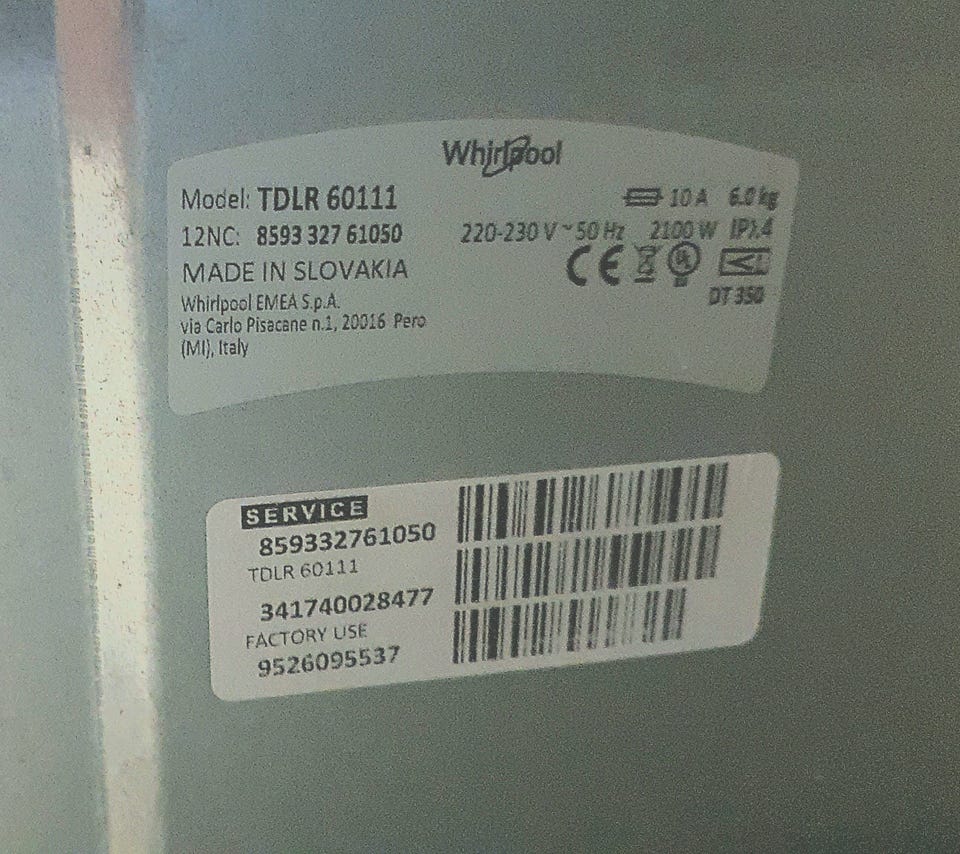 Whirlpool
Model: TDLR 60111
10 A 6.0 kg
12NC: 8593 327 61050
220-230 V ~ 50 Hz 2100 W IPX4
MADE IN SLOVAKIA
CE
DT 350
Whirlpool EMEA S.p.A.
via Carlo Pisacane n.1, 20016 Pero
(MI), Italy
SERVICE
859332761050
TDLR 60111
341740028477
FACTORY USE
9526095537